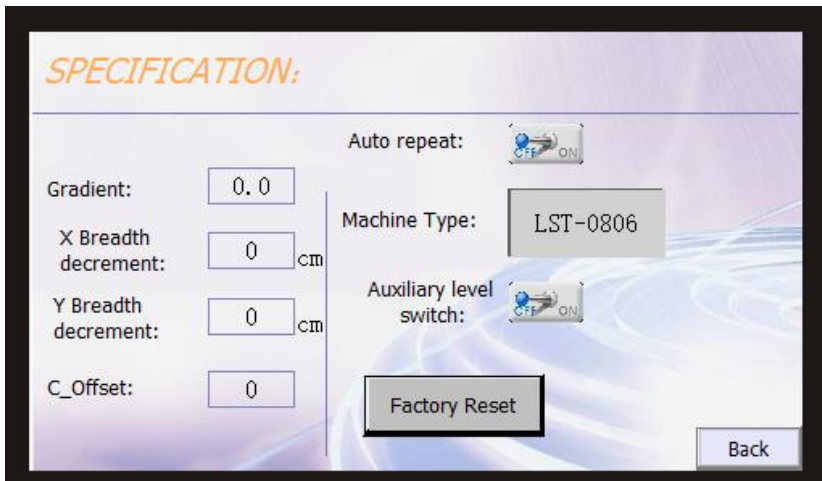 SPECIFICATION:
Auto repeat:
OFF ON
Gradient:
0.0
Machine Type:
LST-0806
X Breadth
decrement:
0 cm
Auxiliary level
switch:
OFF ON
Y Breadth
decrement:
0 cm
C_Offset:
0
Factory Reset
Back